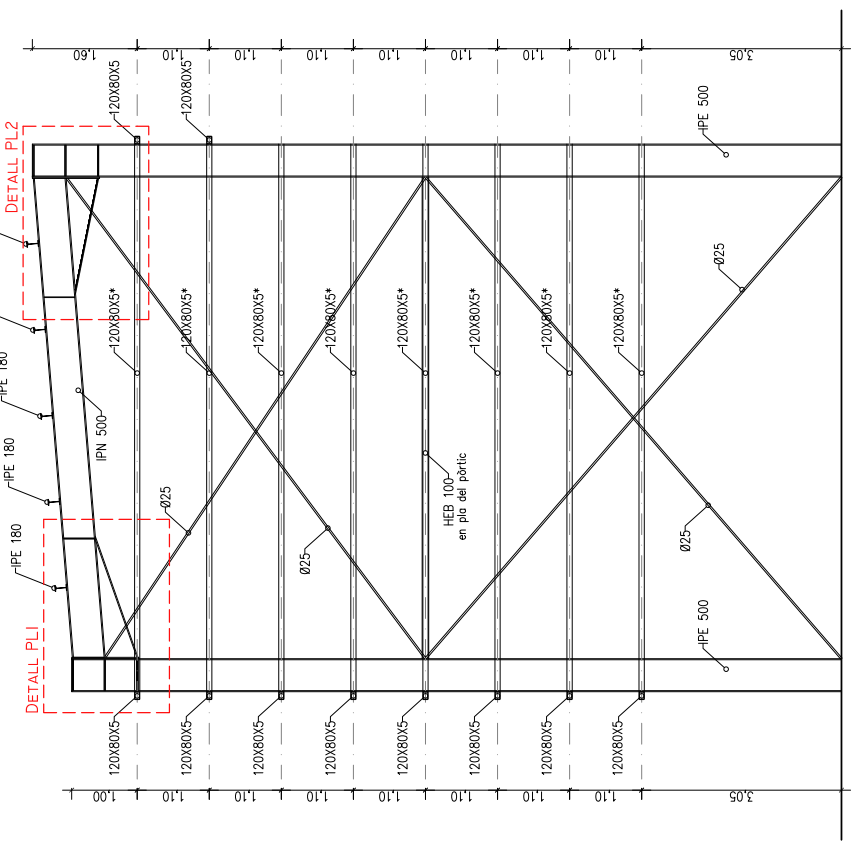 1.60
1.10
1.10
1.10
1.10
1.10
1.10
1.10
3.05
120X80X5
120X80X5
IPE 500
DETALL PL2
120X80X5*
120X80X5*
120X80X5*
120X80X5*
120X80X5*
120X80X5*
120X80X5*
120X80X5*
Ø25
IPE 180
IPE 180
IPE 180
IPN 500
Ø25
Ø25
HEB 100
en pla del pòrtic
Ø25
DETALL PL1
IPE 500
120X80X5
120X80X5
120X80X5
120X80X5
120X80X5
120X80X5
120X80X5
120X80X5
1.00
1.10
1.10
1.10
1.10
1.10
1.10
1.10
3.05